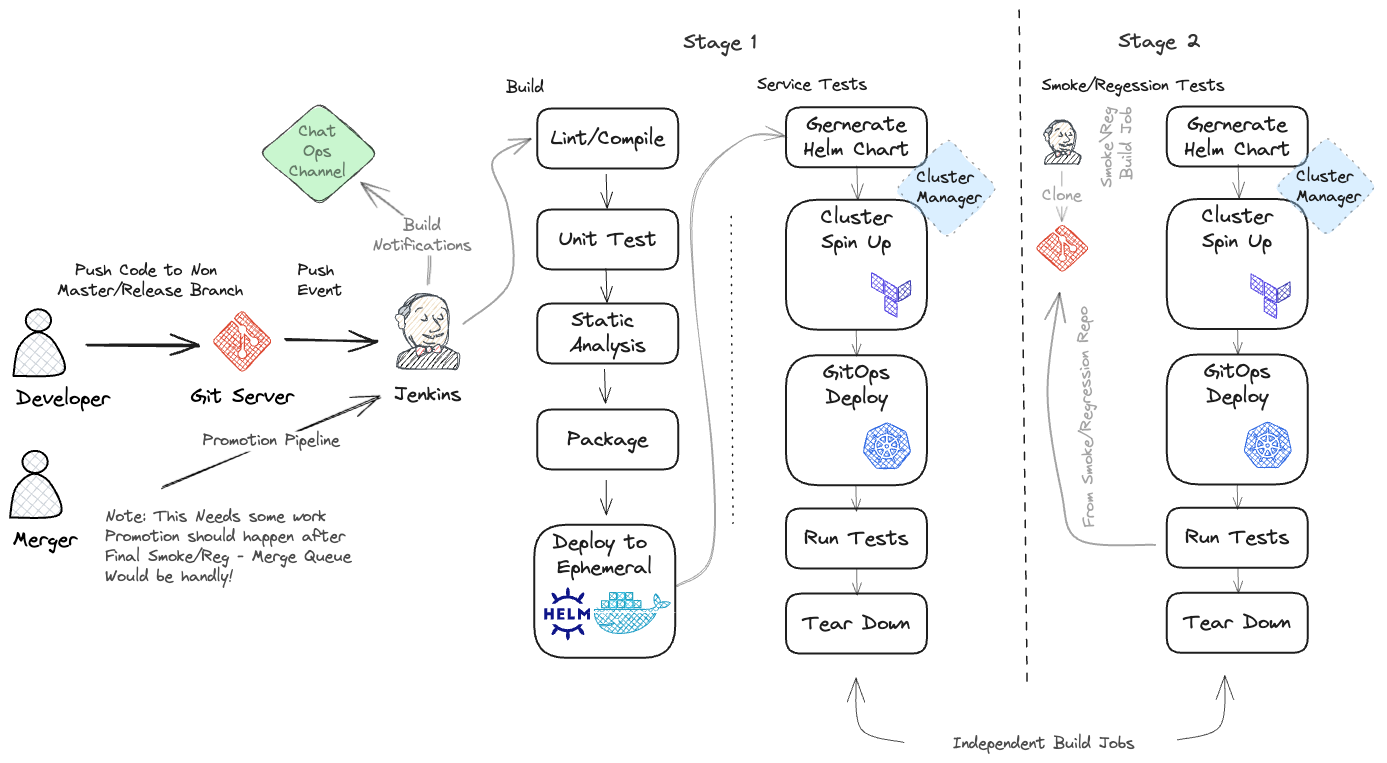 Stage 1
Stage 2
Build
Service Tests
Smoke/Regression Tests
Chat
Ops
Channel
Build
Notifications
Push Code to Non
Master/Release Branch
Push
Event
Developer
Git Server
Jenkins
Promotion Pipeline
Merger
Note: This Needs some work
Promotion should happen after
Final Smoke/Reg - Merge Queue
Would be handly!
Lint/Compile
Unit Test
Static
Analysis
Package
Deploy to
Ephemeral
HELM
Gernerate
Helm Chart
Cluster
Manager
Cluster
Spin Up
GitOps
Deploy
Run Tests
Tear Down
Smoke\Reg
Build Job
Clone
From Smoke/Regression Repo
Gernerate
Helm Chart
Cluster
Manager
Cluster
Spin Up
GitOps
Deploy
Run Tests
Tear Down
Independent Build Jobs